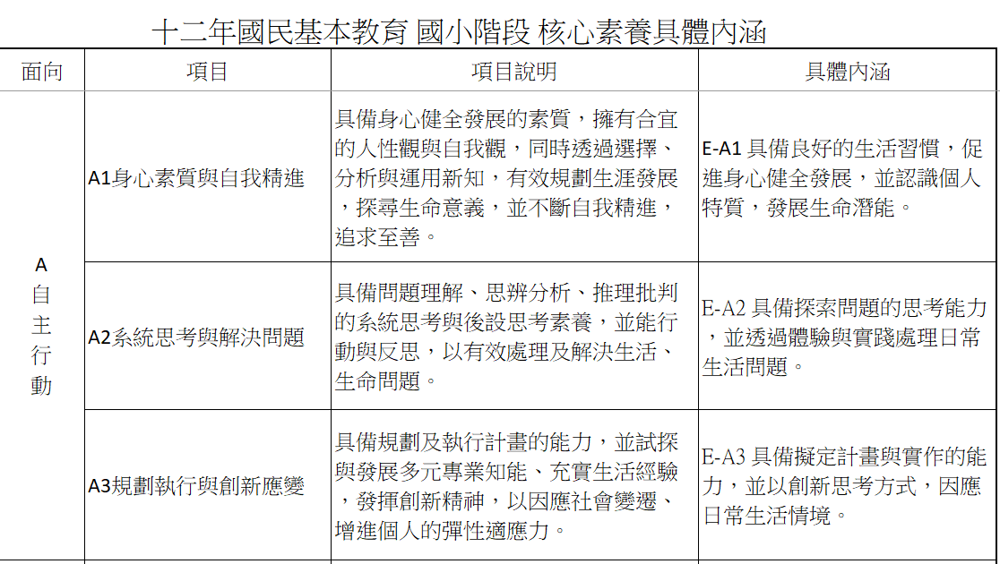 十二年國民基本教育 國小階段 核心素養具體內涵
面向
項目
項目說明
具體內涵
A
自
主
行
動
A1身心素質與自我精進
具備身心健全發展的素質，擁有合宜
的人性觀與自我觀，同時透過選擇、
分析與運用新知，有效規劃生涯發展
，探尋生命意義，並不斷自我精進，
追求至善。
E-A1 具備良好的生活習慣，促
進身心健全發展，並認識個人
特質，發展生命潛能。
A2系統思考與解決問題
具備問題理解、思辨分析、推理批判
的系統思考與後設思考素養，並能行
動與反思，以有效處理及解決生活、
生命問題。
E-A2 具備探索問題的思考能力
，並透過體驗與實踐處理日常
生活問題。
A3規劃執行與創新應變
具備規劃及執行計畫的能力，並試探
與發展多元專業知能、充實生活經驗
，發揮創新精神，以因應社會變遷、
增進個人的彈性適應力。
E-A3 具備擬定計畫與實作的能
力，並以創新思考方式，因應
日常生活情境。